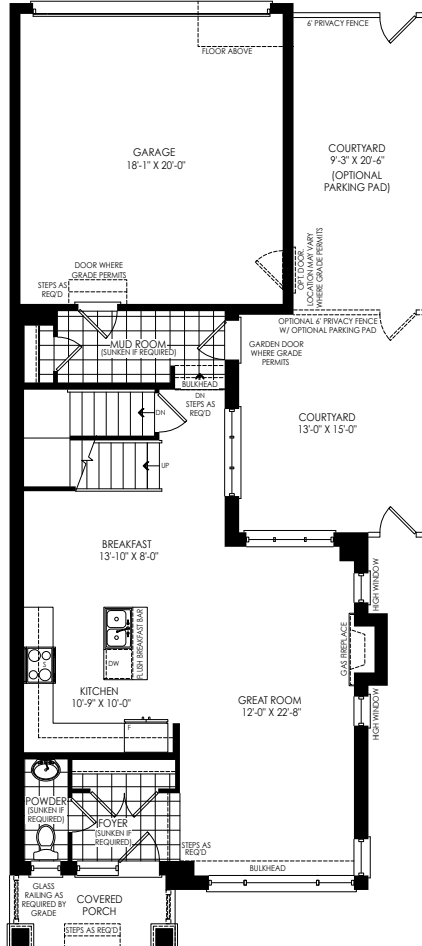 6' PRIVACY FENCE
FLOOR ABOVE
GARAGE
18'-1" X 20'-0"
COURTYARD
9'-3" X 20'-6"
(OPTIONAL
PARKING PAD)
OPT. DOOR.
LOCATION MAY VARY
WHERE GRADE PERMITS
DOOR WHERE
GRADE PERMITS
STEPS AS
REQ'D
OPTIONAL 6' PRIVACY FENCE
W/ OPTIONAL PARKING PAD
MUD ROOM
(SUNKEN IF REQUIRED)
GARDEN DOOR
WHERE GRADE
PERMITS
BULKHEAD
DN
STEPS AS
REQ'D
DN
COURTYARD
13'-0" X 15'-0"
UP
BREAKFAST
13'-10" X 8'-0"
HIGH WINDOW
FLUSH BREAKFAST BAR
DW
S
GAS FIREPLACE
KITCHEN
10'-9" X 10'-0"
GREAT ROOM
12'-0" X 22'-8"
HIGH WINDOW
F
POWDER
(SUNKEN IF
REQUIRED)
FOYER
(SUNKEN IF
REQUIRED)
STEPS AS
REQ'D
BULKHEAD
GLASS
RAILING AS
REQUIRED BY
GRADE
COVERED
PORCH
STEPS AS REQ'D